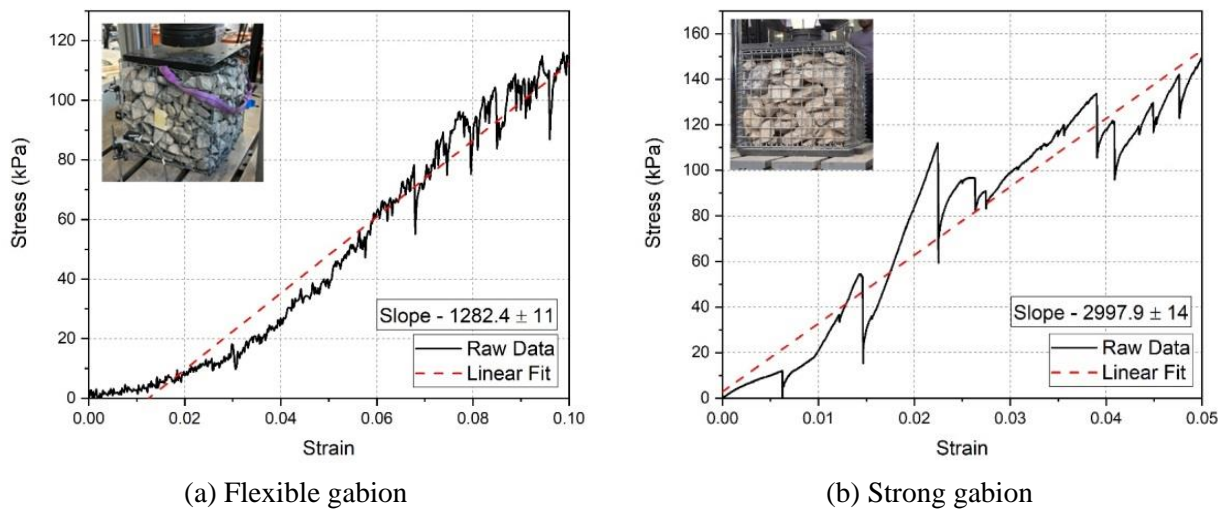 (a)
120
100
80
60
40
20
0
Stress (kPa)
Slope - 1282.4 ± 11
Raw Data
Linear Fit
0.00 0.02 0.04 0.06 0.08 0.10
Strain
(a) Flexible gabion
(b)
160
140
120
100
80
60
40
20
0
Stress (kPa)
Slope - 2997.9 ± 14
Raw Data
Linear Fit
0.00 0.01 0.02 0.03 0.04 0.05
Strain
(b) Strong gabion